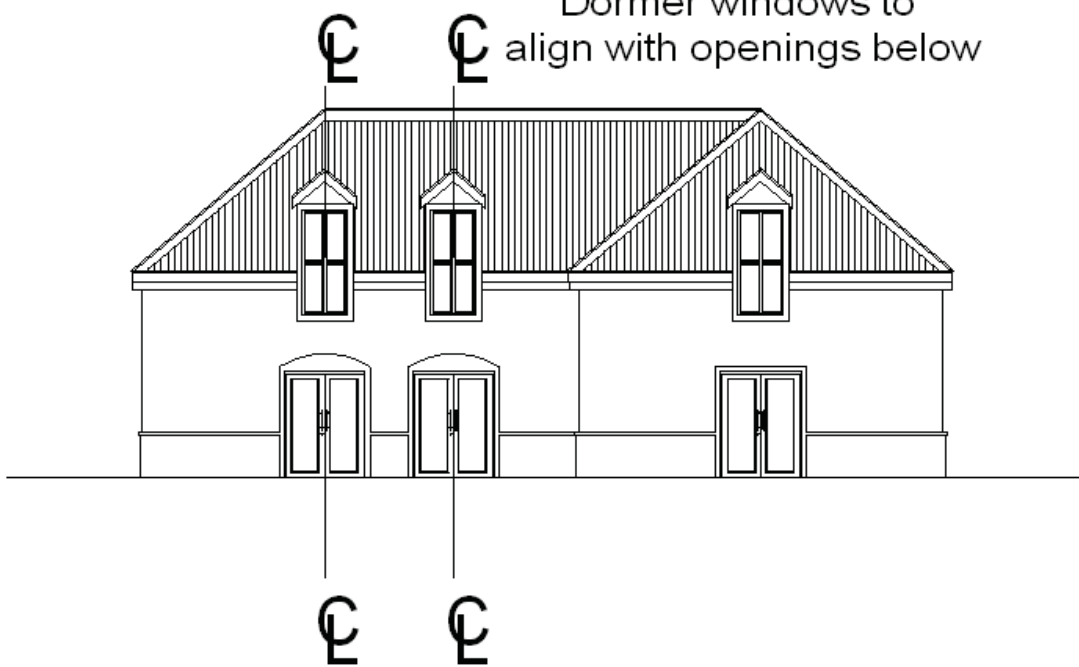 Dormer windows to
℄ ℄ align with openings below
℄ ℄